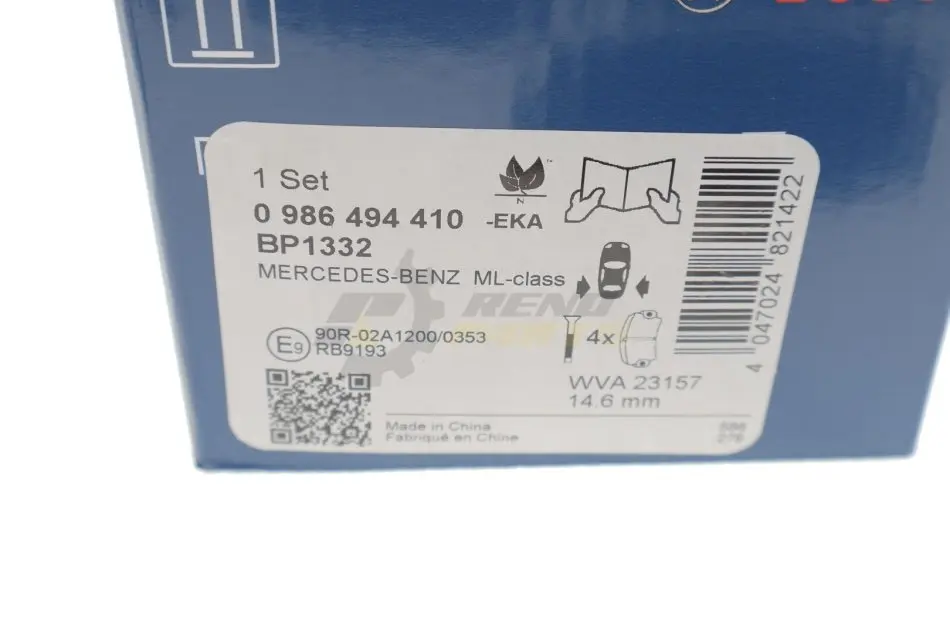 1 Set
0 986 494 410 -EKA
BP1332
MERCEDES-BENZ ML-class
N
4x
E9
90R-02A1200/0353
RB9193
WVA 23157
14.6 mm
Made in China
Fabriqué en Chine
4 047024 821422
RENO